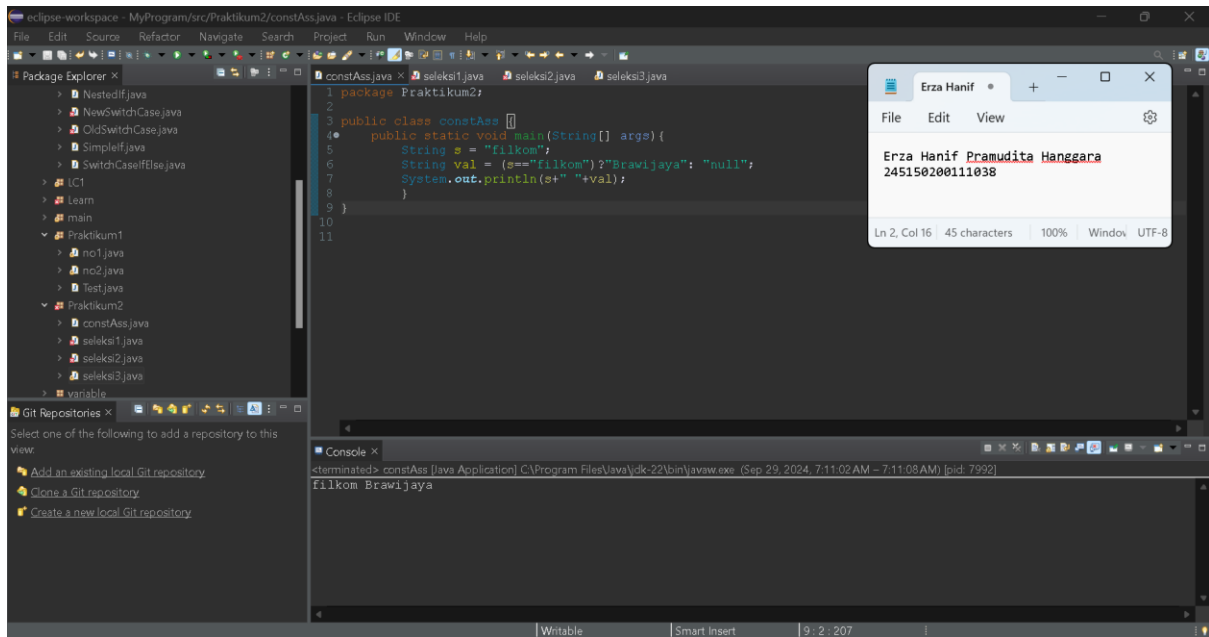 eclipse-workspace - MyProgram/src/Praktikum2/constAss.java - Eclipse IDE
File Edit Source Refactor Navigate Search Project Run Window Help
Package Explorer
NestedIf.java
NewSwitchCase.java
OldSwitchCase.java
SimpleIf.java
SwitchCaseIfElse.java
LC1
Learn
main
Praktikum1
no1.java
no2.java
Test.java
Praktikum2
constAss.java
seleksi1.java
seleksi2.java
seleksi3.java
variable
Git Repositories
Select one of the following to add a repository to this
view:
Add an existing local Git repository
Clone a Git repository
Create a new local Git repository
constAss.java seleksi1.java seleksi2.java seleksi3.java
1 package Praktikum2;
2
3 public class constAss {
4 public static void main(String[] args){
5 String s = "filkom";
6 String val = (s=="filkom")?"Brawijaya": "null";
7 System.out.println(s+" "+val);
8 }
9 }
10
11
Erza Hanif
File Edit View
Erza Hanif Pramudita Hanggara
245150200111038
Ln 2, Col 16 45 characters 100% Window UTF-8
Console
<terminated> constAss [Java Application] C:\Program Files\Java\jdk-22\bin\javaw.exe (Sep 29, 2024, 7:11:02 AM – 7:11:08 AM) [pid: 7992]
filkom Brawijaya
Writable Smart Insert 9 : 2 : 207